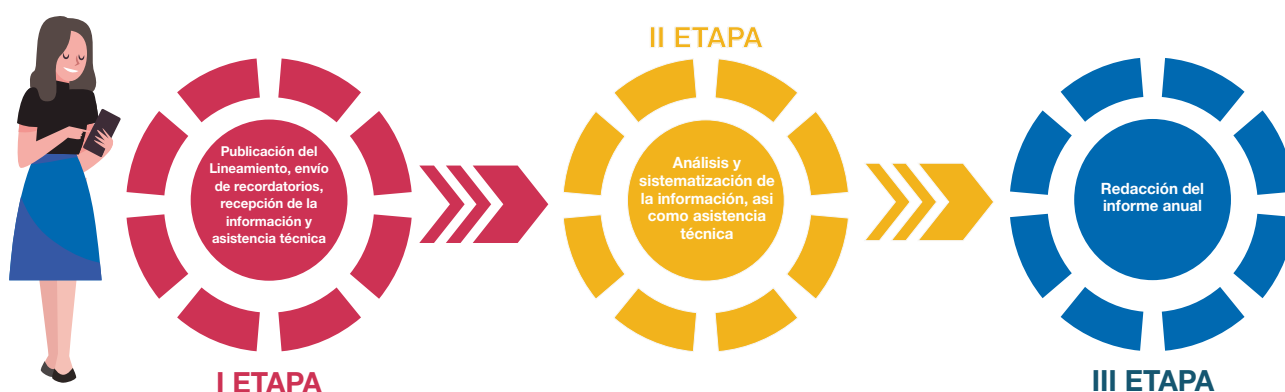 Publicación del
Lineamiento, envío
de recordatorios,
recepción de la
información y
asistencia técnica
I ETAPA
II ETAPA
Análisis y
sistematización de
la información, asi
como asistencia
técnica
Redacción del
informe anual
III ETAPA